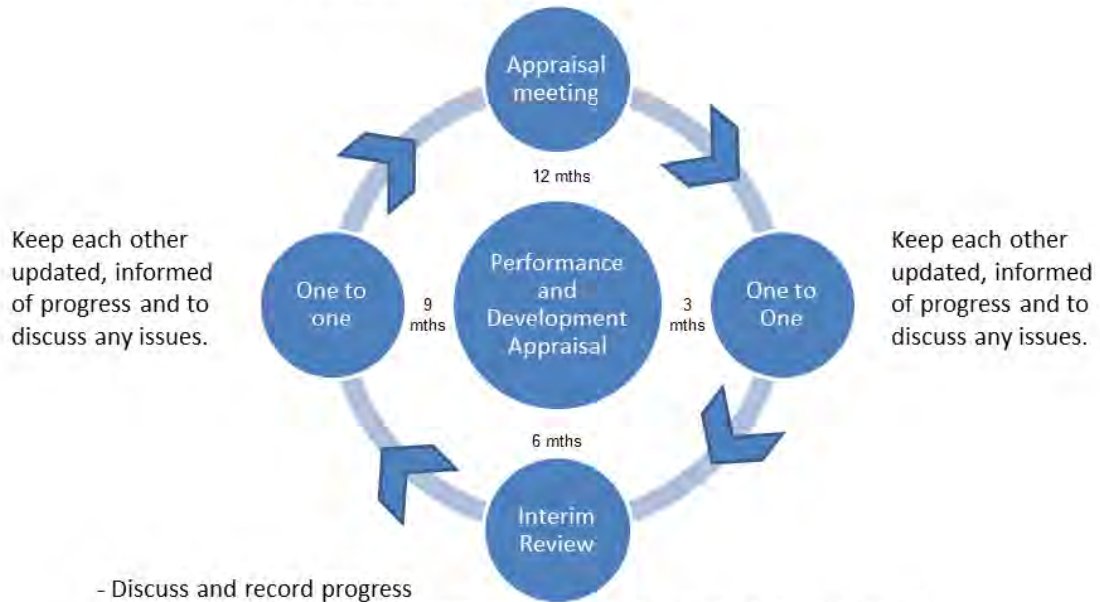 Appraisal
meeting
12 mths
Keep each other
updated, informed
of progress and to
discuss any issues.
One to
one
9
mths
Performance
and
Development
Appraisal
3
mths
One to
One
Keep each other
updated, informed
of progress and to
discuss any issues.
6 mths
Interim
Review
- Discuss and record progress